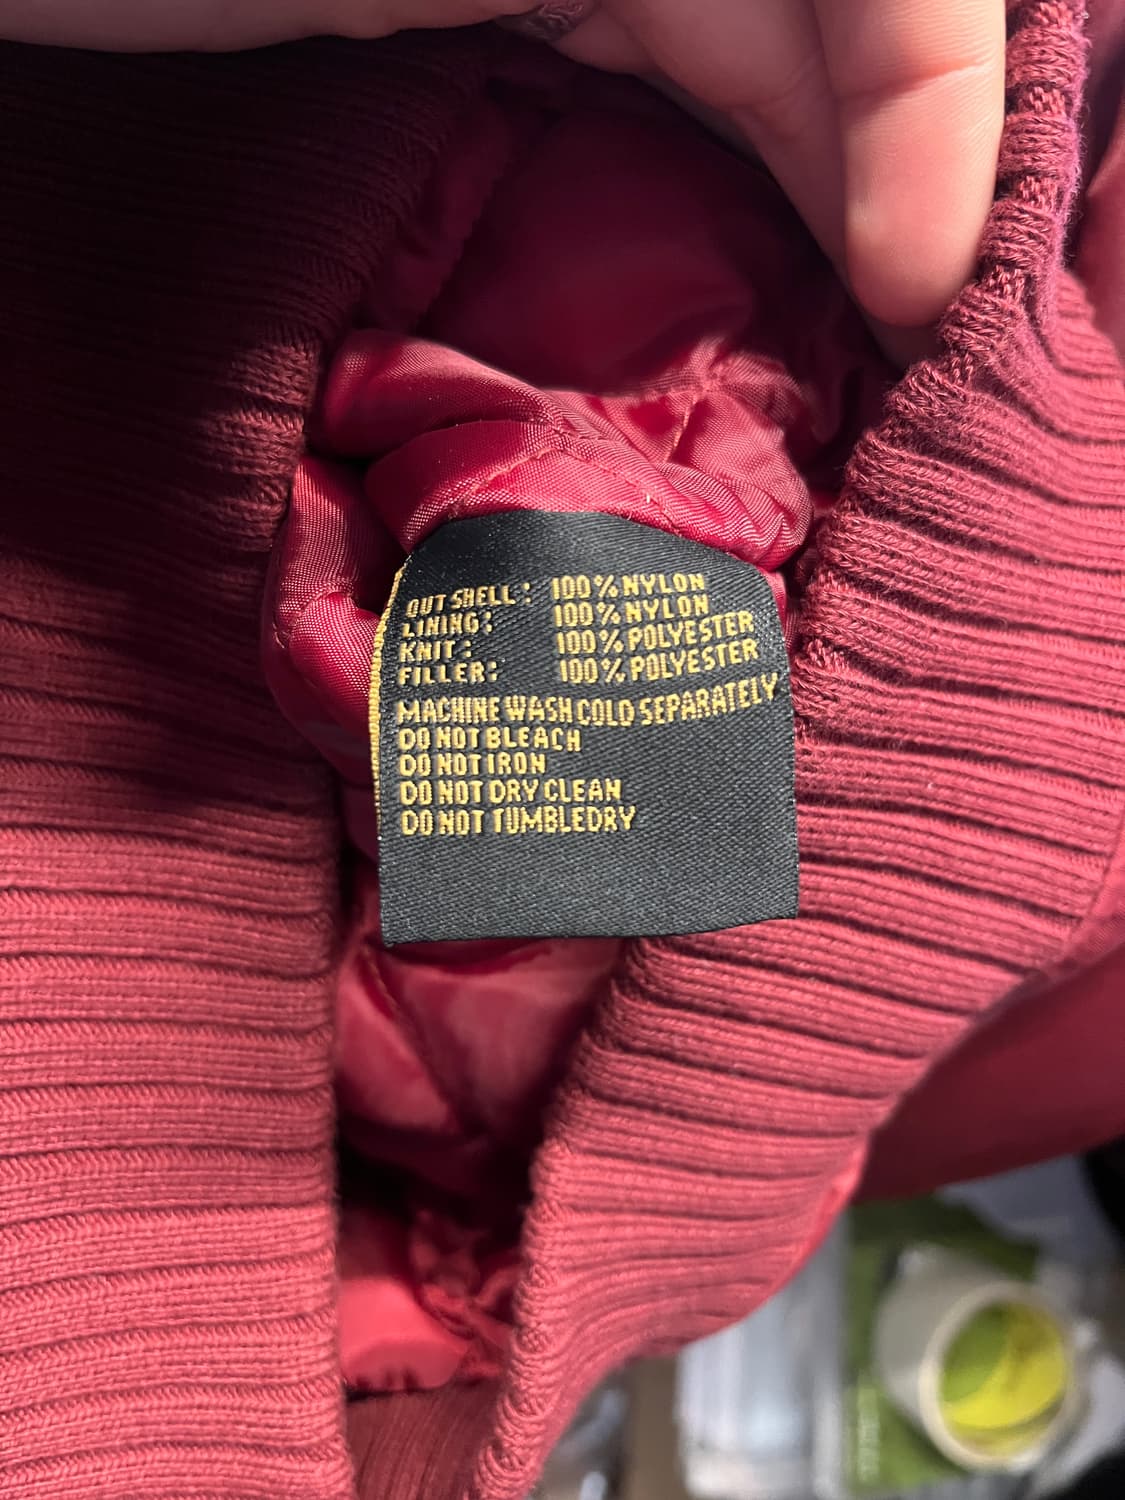 OUT SHELL: 100% NYLON
LINING: 100% NYLON
KNIT: 100% POLYESTER
FILLER: 100% POLYESTER
MACHINE WASH COLD SEPARATELY
DO NOT BLEACH
DO NOT IRON
DO NOT DRY CLEAN
DO NOT TUMBLEDRY